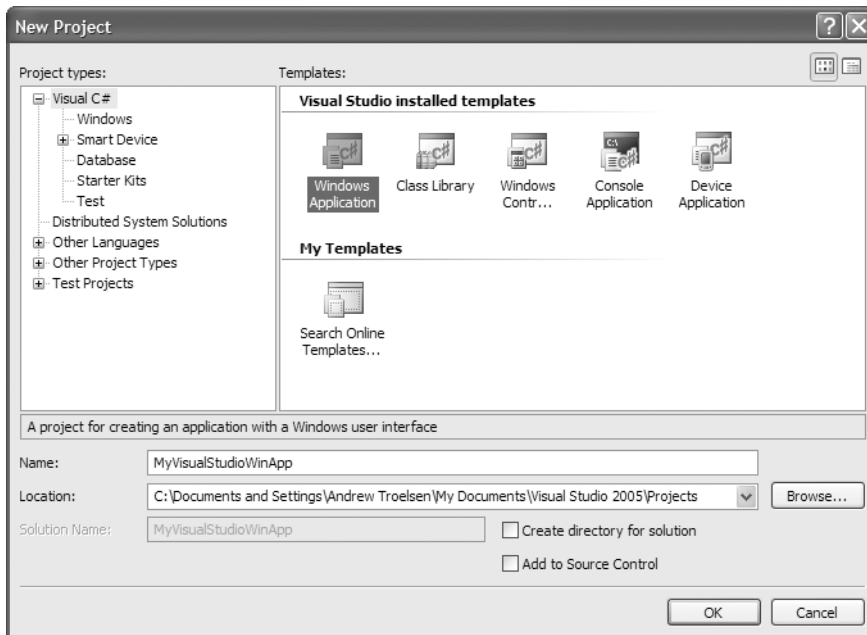 New Project
Project types:
Templates:
Visual C#
Windows
Smart Device
Database
Starter Kits
Test
Distributed System Solutions
Other Languages
Other Project Types
Test Projects
Visual Studio installed templates
Windows Application
Class Library
Windows Contr...
Console Application
Device Application
My Templates
Search Online Templates...
A project for creating an application with a Windows user interface
Name:
MyVisualStudioWinApp
Location:
C:\Documents and Settings\Andrew Troelsen\My Documents\Visual Studio 2005\Projects
Browse...
Solution Name:
MyVisualStudioWinApp
Create directory for solution
Add to Source Control
OK
Cancel